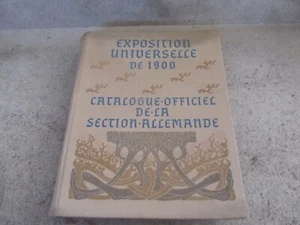 EXPOSITION
UNIVERSELLE
DE 1900
CATALOGUE·OFFICIEL
DE·LA
SECTION·ALLEMANDE